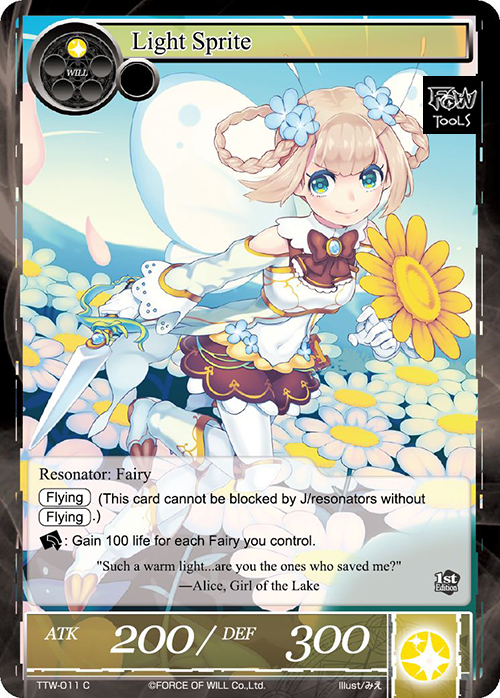 Light Sprite
WILL
FOW
TOOLS
Resonator: Fairy
Flying (This card cannot be blocked by J/resonators without
Flying.)
: Gain 100 life for each Fairy you control.
"Such a warm light...are you the ones who saved me?"
—Alice, Girl of the Lake
1st
Edition
ATK 200/ DEF 300
TTW-011 C ©FORCE OF WILL Co.,Ltd. Illust/みえ